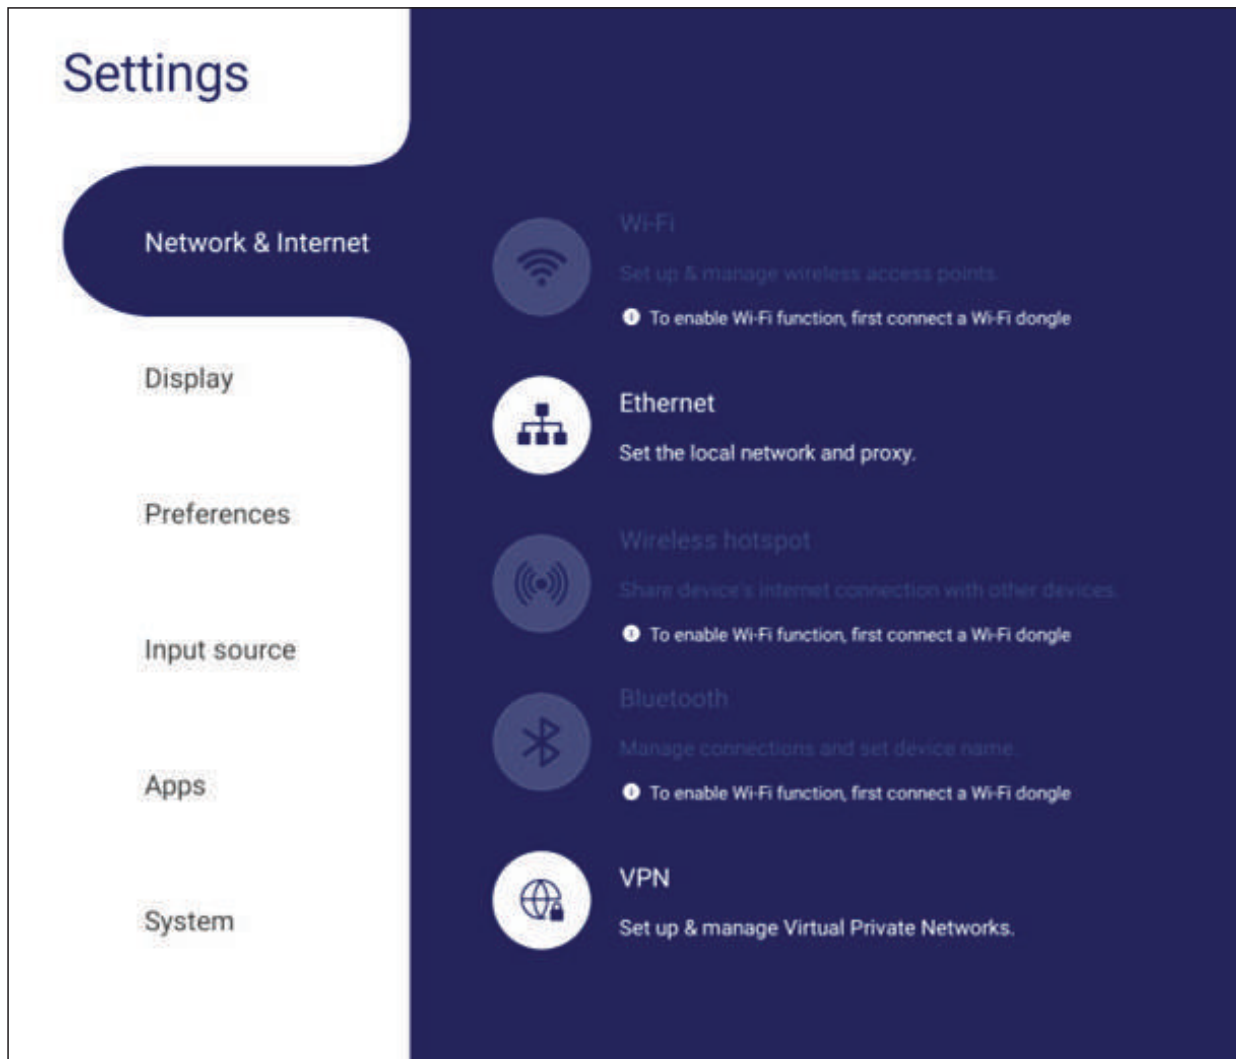 Settings
Network & Internet
Display
Preferences
Input source
Apps
System
Wi-Fi
Set up & manage wireless access points.
To enable Wi-Fi function, first connect a Wi-Fi dongle
Ethernet
Set the local network and proxy.
Wireless hotspot
Share device's internet connection with other devices.
To enable Wi-Fi function, first connect a Wi-Fi dongle
Bluetooth
Manage connections and set device name.
To enable Wi-Fi function, first connect a Wi-Fi dongle
VPN
Set up & manage Virtual Private Networks.